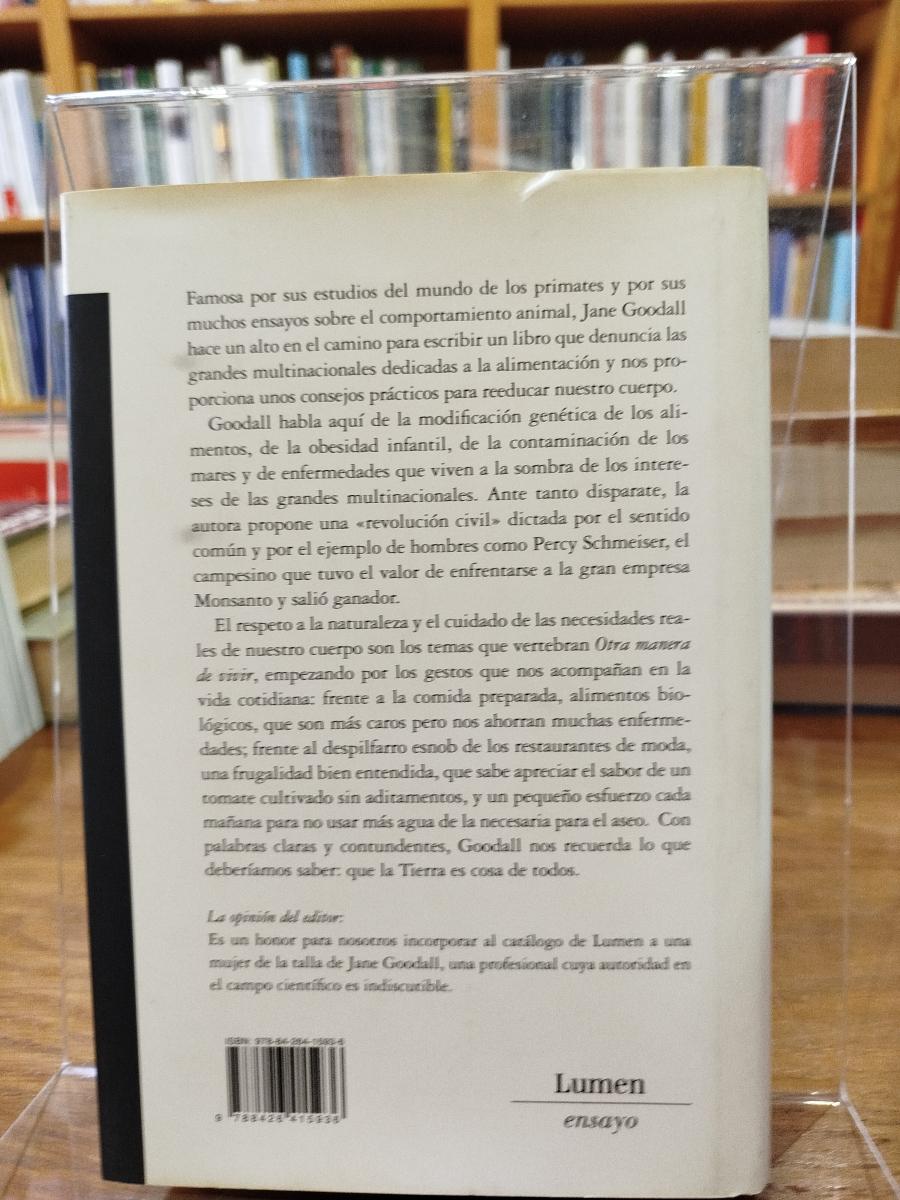 Famosa por sus estudios del mundo de los primates y por sus
muchos ensayos sobre el comportamiento animal, Jane Goodall
hace un alto en el camino para escribir un libro que denuncia las
grandes multinacionales dedicadas a la alimentación y nos pro-
porciona unos consejos prácticos para reeducar nuestro cuerpo.
Goodall habla aquí de la modificación genética de los ali-
mentos, de la obesidad infantil, de la contaminación de los
mares y de enfermedades que viven a la sombra de los intere-
ses de las grandes multinacionales. Ante tanto disparate, la
autora propone una «revolución civil» dictada por el sentido
común y por el ejemplo de hombres como Percy Schmeiser, el
campesino que tuvo el valor de enfrentarse a la gran empresa
Monsanto y salió ganador.
El respeto a la naturaleza y el cuidado de las necesidades rea-
les de nuestro cuerpo son los temas que vertebran Otra manera
de vivir, empezando por los gestos que nos acompañan en la
vida cotidiana: frente a la comida preparada, alimentos bio-
lógicos, que son más caros pero nos ahorran muchas enferme-
dades; frente al despilfarro esnob de los restaurantes de moda,
una frugalidad bien entendida, que sabe apreciar el sabor de un
tomate cultivado sin aditamentos, y un pequeño esfuerzo cada
mañana para no usar más agua de la necesaria para el aseo. Con
palabras claras y contundentes, Goodall nos recuerda lo que
deberíamos saber: que la Tierra es cosa de todos.
La opinión del editor:
Es un honor para nosotros incorporar al catálogo de Lumen a una
mujer de la talla de Jane Goodall, una profesional cuya autoridad en
el campo científico es indiscutible.
ISBN: 978-84-264-1593-6
9 788426 415936
Lumen
ensayo